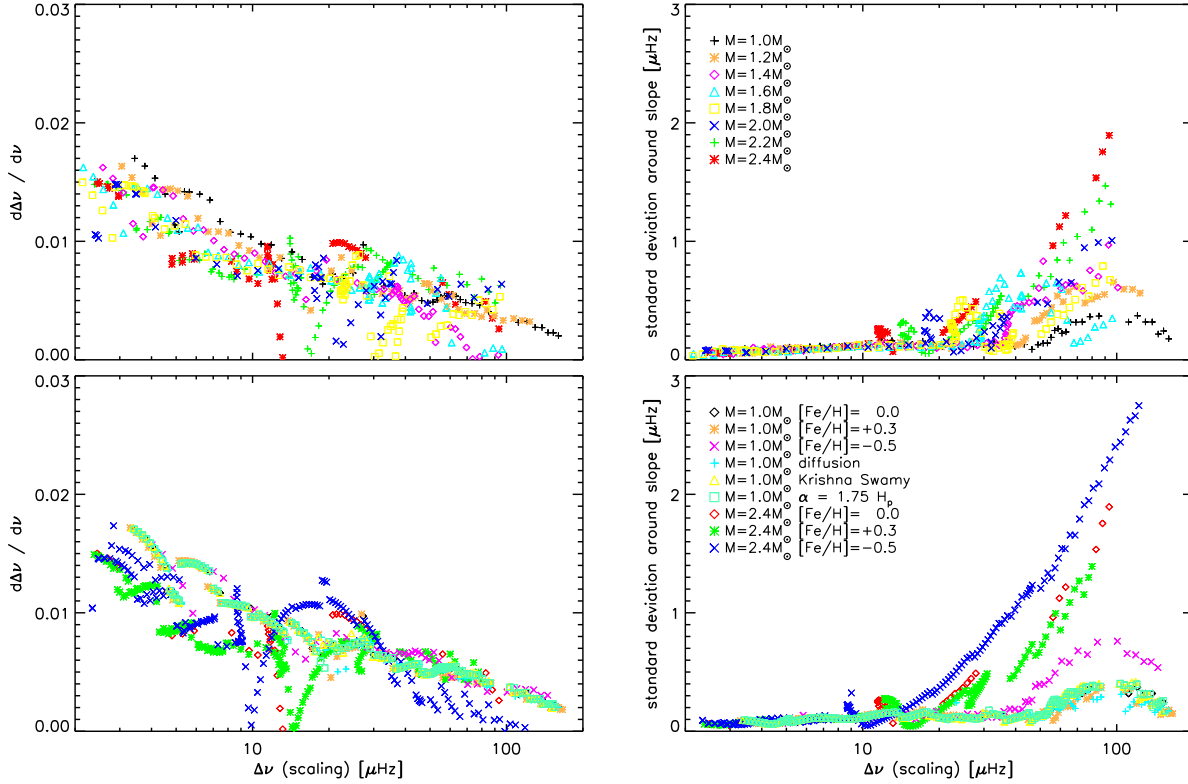 0.03
0.02
0.01
0.00
dΔν / dν
3
2
1
0
standard deviation around slope [μHz]
M=1.0M⊙
M=1.2M⊙
M=1.4M⊙
M=1.6M⊙
M=1.8M⊙
M=2.0M⊙
M=2.2M⊙
M=2.4M⊙
0.03
0.02
0.01
0.00
dΔν / dν
10
100
Δν (scaling) [μHz]
3
2
1
0
standard deviation around slope [μHz]
M=1.0M⊙ [Fe/H]= 0.0
M=1.0M⊙ [Fe/H]=+0.3
M=1.0M⊙ [Fe/H]=−0.5
M=1.0M⊙ diffusion
M=1.0M⊙ Krishna Swamy
M=1.0M⊙ α = 1.75 Hp
M=2.4M⊙ [Fe/H]= 0.0
M=2.4M⊙ [Fe/H]=+0.3
M=2.4M⊙ [Fe/H]=−0.5
10
100
Δν (scaling) [μHz]